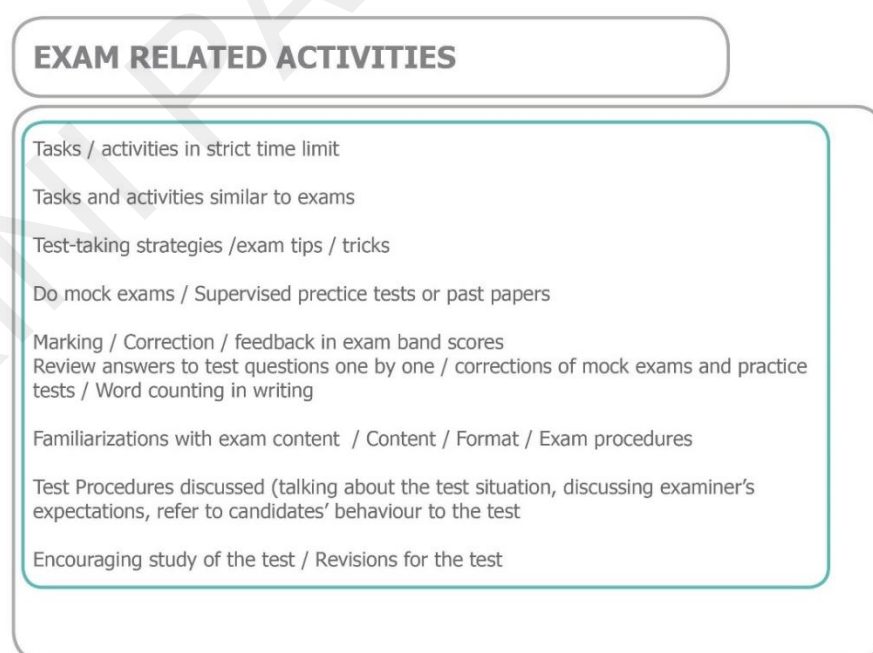 EXAM RELATED ACTIVITIES
Tasks / activities in strict time limit
Tasks and activities similar to exams
Test-taking strategies /exam tips / tricks
Do mock exams / Supervised prectice tests or past papers
Marking / Correction / feedback in exam band scores
Review answers to test questions one by one / corrections of mock exams and practice
tests / Word counting in writing
Familiarizations with exam content  / Content / Format / Exam procedures
Test Procedures discussed (talking about the test situation, discussing examiner's
expectations, refer to candidates' behaviour to the test
Encouraging study of the test / Revisions for the test